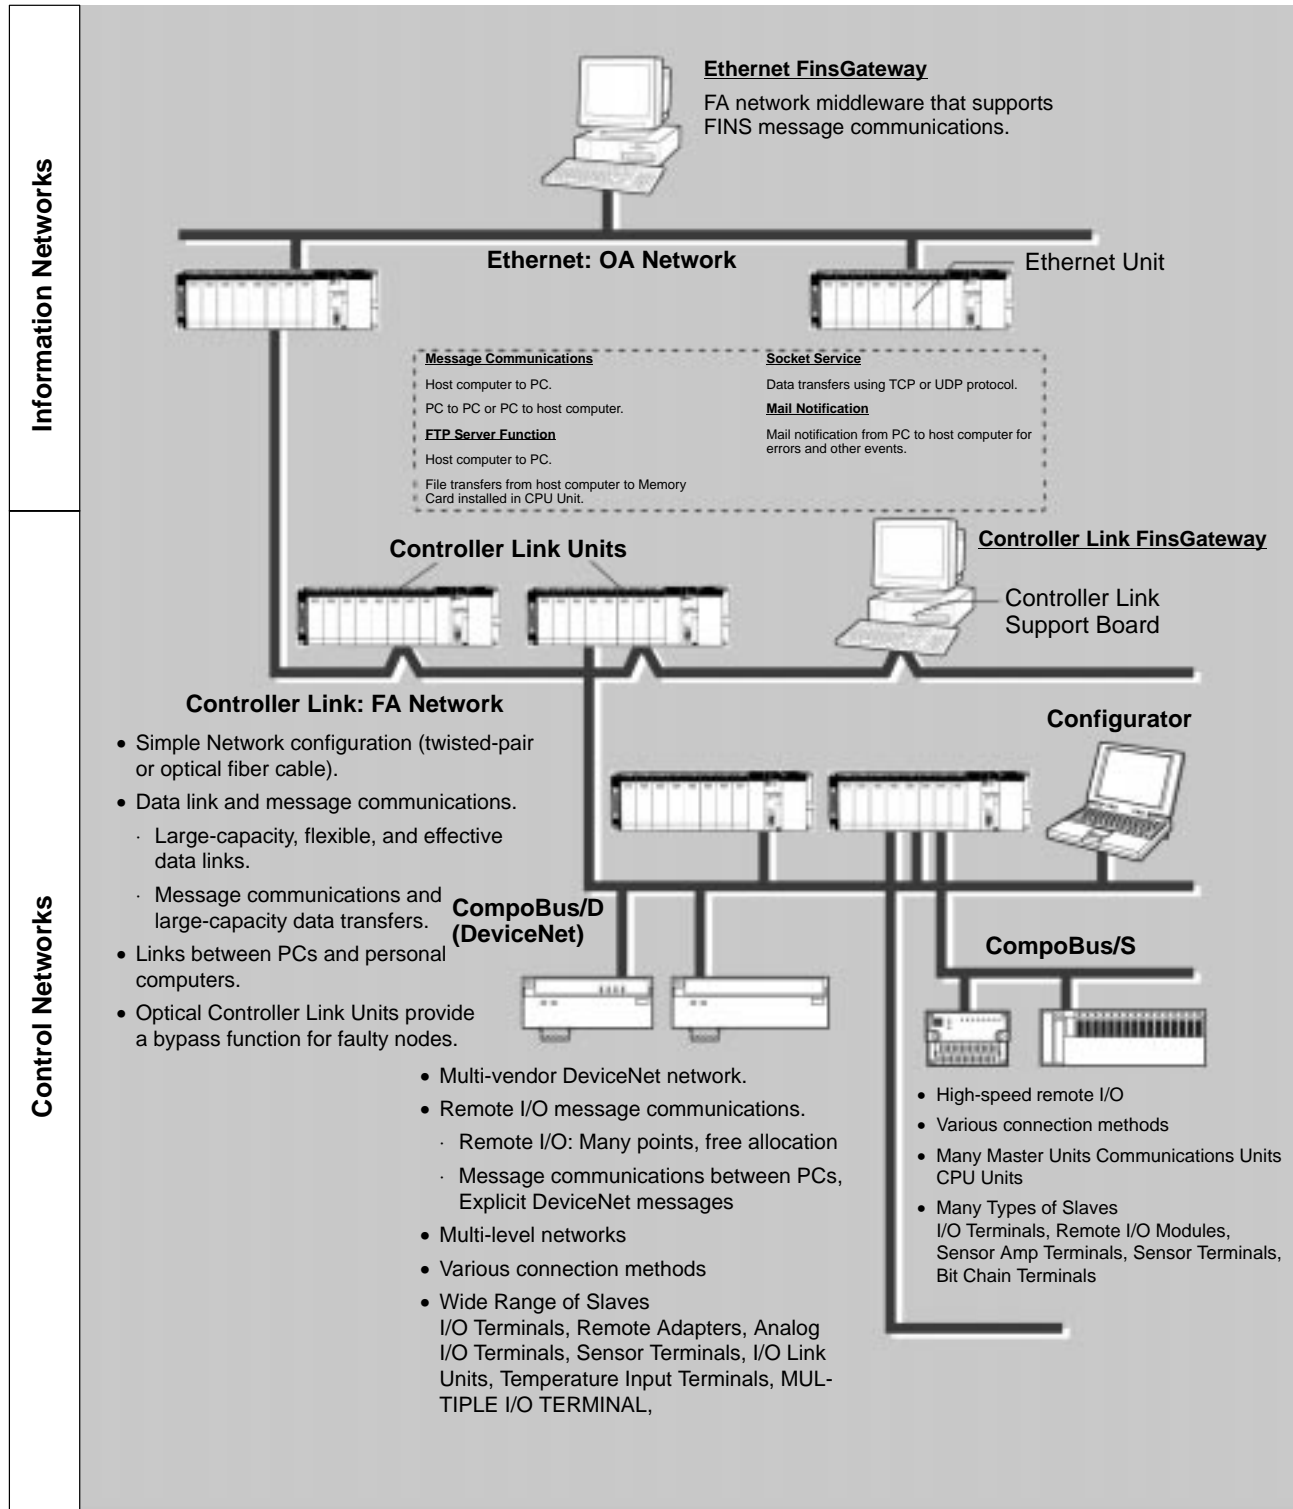 Information Networks
Ethernet FinsGateway
FA network middleware that supports
FINS message communications.
Ethernet: OA Network
Ethernet Unit
Message Communications
Host computer to PC.
PC to PC or PC to host computer.
FTP Server Function
Host computer to PC.
File transfers from host computer to Memory
Card installed in CPU Unit.
Socket Service
Data transfers using TCP or UDP protocol.
Mail Notification
Mail notification from PC to host computer for
errors and other events.
Control Networks
Controller Link Units
Controller Link FinsGateway
Controller Link
Support Board
Controller Link: FA Network
• Simple Network configuration (twisted-pair
or optical fiber cable).
• Data link and message communications.
· Large-capacity, flexible, and effective
data links.
· Message communications and
large-capacity data transfers.
• Links between PCs and personal
computers.
• Optical Controller Link Units provide
a bypass function for faulty nodes.
Configurator
CompoBus/D
(DeviceNet)
• Multi-vendor DeviceNet network.
• Remote I/O message communications.
· Remote I/O: Many points, free allocation
· Message communications between PCs,
Explicit DeviceNet messages
• Multi-level networks
• Various connection methods
• Wide Range of Slaves
I/O Terminals, Remote Adapters, Analog
I/O Terminals, Sensor Terminals, I/O Link
Units, Temperature Input Terminals, MUL-
TIPLE I/O TERMINAL,
CompoBus/S
• High-speed remote I/O
• Various connection methods
• Many Master Units Communications Units
CPU Units
• Many Types of Slaves
I/O Terminals, Remote I/O Modules,
Sensor Amp Terminals, Sensor Terminals,
Bit Chain Terminals